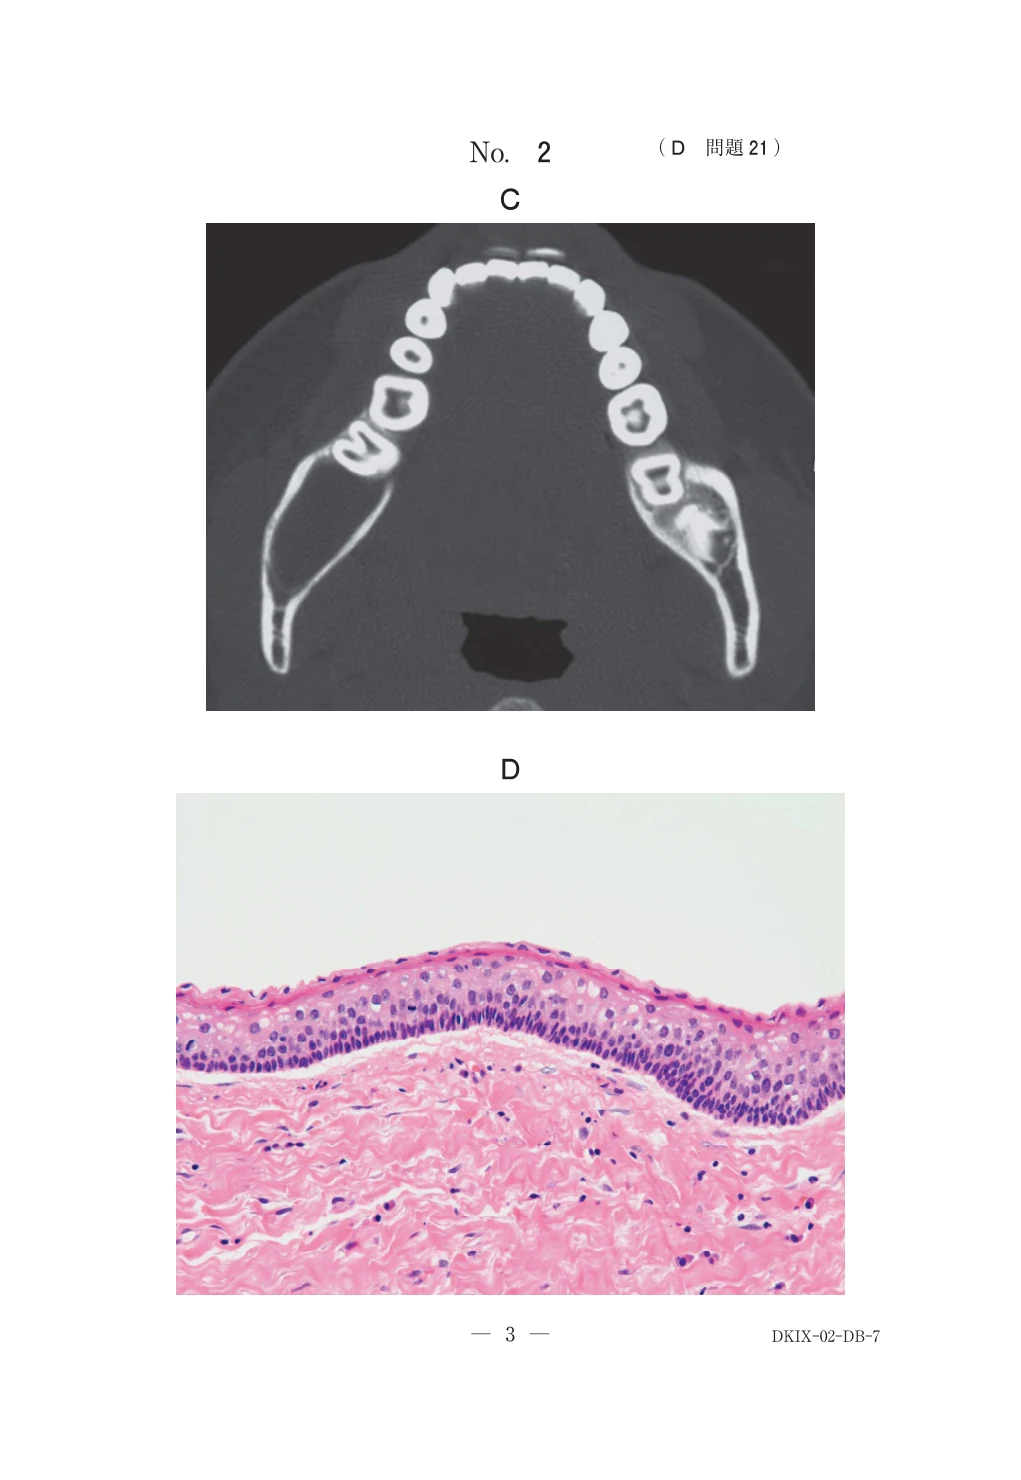 No. 2 （D 問題 21）
C
D
— 3 —
DKIX-02-DB-7